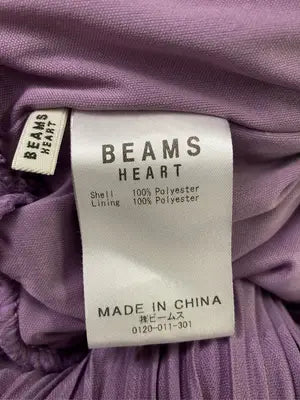 BEAMS
HEART
BEAMS
HEART
Shell 100% Polyester
Lining 100% Polyester
MADE IN CHINA
㈱ビームス
0120-011-301